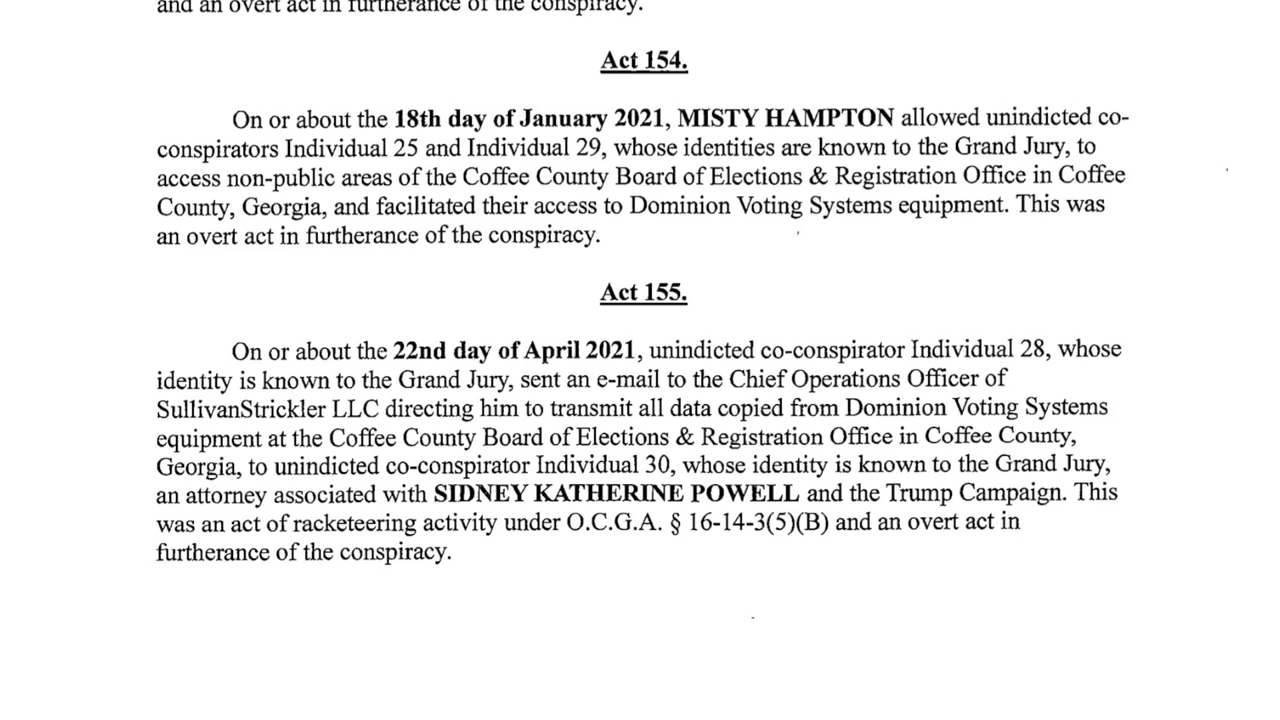 and an overt act in furtherance of the conspiracy.
Act 154.
On or about the 18th day of January 2021, MISTY HAMPTON allowed unindicted co-
conspirators Individual 25 and Individual 29, whose identities are known to the Grand Jury, to
access non-public areas of the Coffee County Board of Elections & Registration Office in Coffee
County, Georgia, and facilitated their access to Dominion Voting Systems equipment. This was
an overt act in furtherance of the conspiracy.
Act 155.
On or about the 22nd day of April 2021, unindicted co-conspirator Individual 28, whose
identity is known to the Grand Jury, sent an e-mail to the Chief Operations Officer of
SullivanStrickler LLC directing him to transmit all data copied from Dominion Voting Systems
equipment at the Coffee County Board of Elections & Registration Office in Coffee County,
Georgia, to unindicted co-conspirator Individual 30, whose identity is known to the Grand Jury,
an attorney associated with SIDNEY KATHERINE POWELL and the Trump Campaign. This
was an act of racketeering activity under O.C.G.A. § 16-14-3(5)(B) and an overt act in
furtherance of the conspiracy.